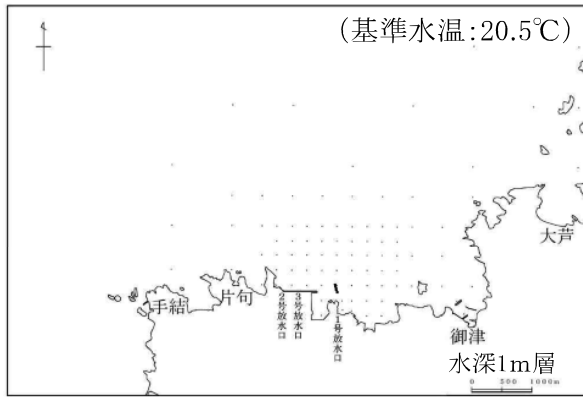 (基準水温:20.5℃)
大芦
手結
片句
2号放水口
3号放水口
1号放水口
御津
水深1m層
0 500 1000m